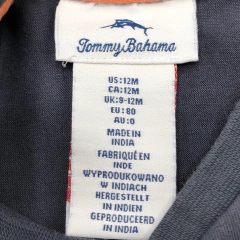 Tommy Bahama
US:12M
CA:12M
UK:9-12M
EU:80
AU:0
MADE IN
INDIA
FABRIQUÉ EN
INDE
WYPRODUKOWANO
W INDIACH
HERGESTELLT
IN INDIEN
GEPRODUCEERD
IN INDIA